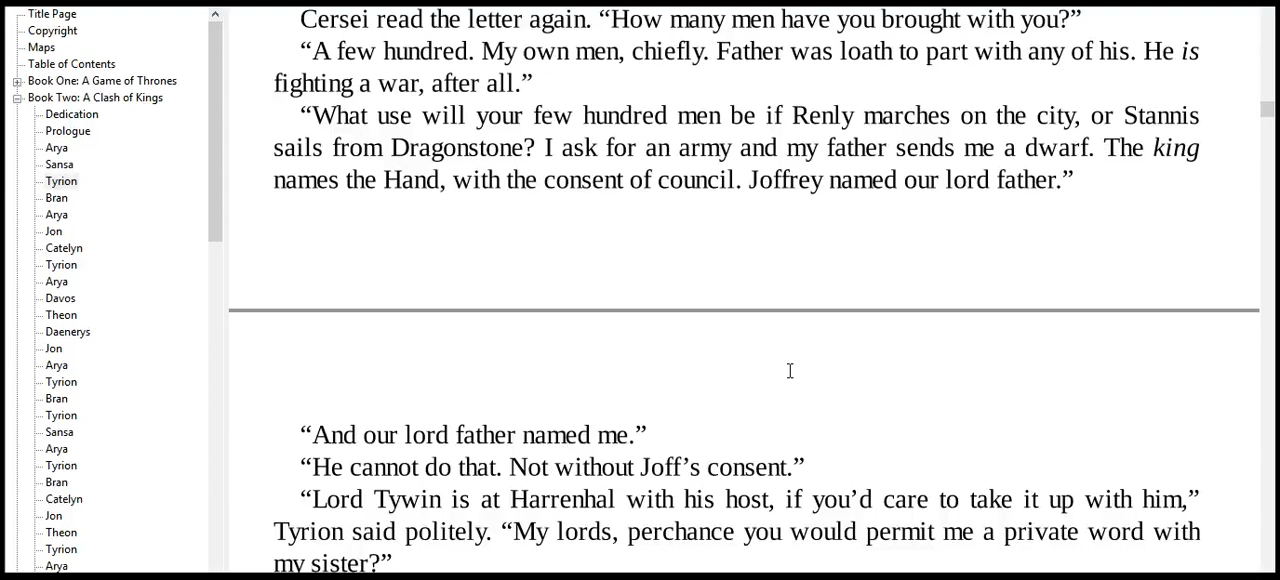 Title Page
Copyright
Maps
Table of Contents
Book One: A Game of Thrones
Book Two: A Clash of Kings
Dedication
Prologue
Arya
Sansa
Tyrion
Bran
Arya
Jon
Catelyn
Tyrion
Arya
Davos
Theon
Daenerys
Jon
Arya
Tyrion
Bran
Tyrion
Sansa
Arya
Tyrion
Bran
Catelyn
Jon
Theon
Tyrion
Arya
Cersei read the letter again. “How many men have you brought with you?”
“A few hundred. My own men, chiefly. Father was loath to part with any of his. He is
fighting a war, after all.”
“What use will your few hundred men be if Renly marches on the city, or Stannis
sails from Dragonstone? I ask for an army and my father sends me a dwarf. The king
names the Hand, with the consent of council. Joffrey named our lord father.”
“And our lord father named me.”
“He cannot do that. Not without Joff’s consent.”
“Lord Tywin is at Harrenhal with his host, if you’d care to take it up with him,”
Tyrion said politely. “My lords, perchance you would permit me a private word with
my sister?”